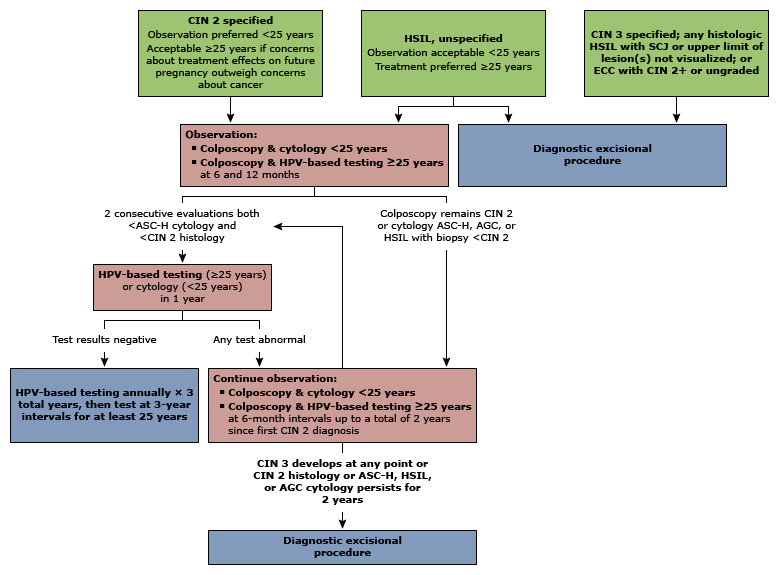 CIN 2 specified
Observation preferred <25 years
Acceptable ≥25 years if concerns
about treatment effects on future
pregnancy outweigh concerns
about cancer
HSIL, unspecified
Observation acceptable <25 years
Treatment preferred ≥25 years
CIN 3 specified; any histologic
HSIL with SCJ or upper limit of
lesion(s) not visualized; or
ECC with CIN 2+ or ungraded
Observation:
▪ Colposcopy & cytology <25 years
▪ Colposcopy & HPV-based testing ≥25 years
at 6 and 12 months
Diagnostic excisional
procedure
2 consecutive evaluations both
<ASC-H cytology and
<CIN 2 histology
Colposcopy remains CIN 2
or cytology ASC-H, AGC, or
HSIL with biopsy <CIN 2
HPV-based testing (≥25 years)
or cytology (<25 years)
in 1 year
Test results negative
Any test abnormal
HPV-based testing annually × 3
total years, then test at 3-year
intervals for at least 25 years
Continue observation:
▪ Colposcopy & cytology <25 years
▪ Colposcopy & HPV-based testing ≥25 years
at 6-month intervals up to a total of 2 years
since first CIN 2 diagnosis
CIN 3 develops at any point or
CIN 2 histology or ASC-H, HSIL,
or AGC cytology persists for
2 years
Diagnostic excisional
procedure